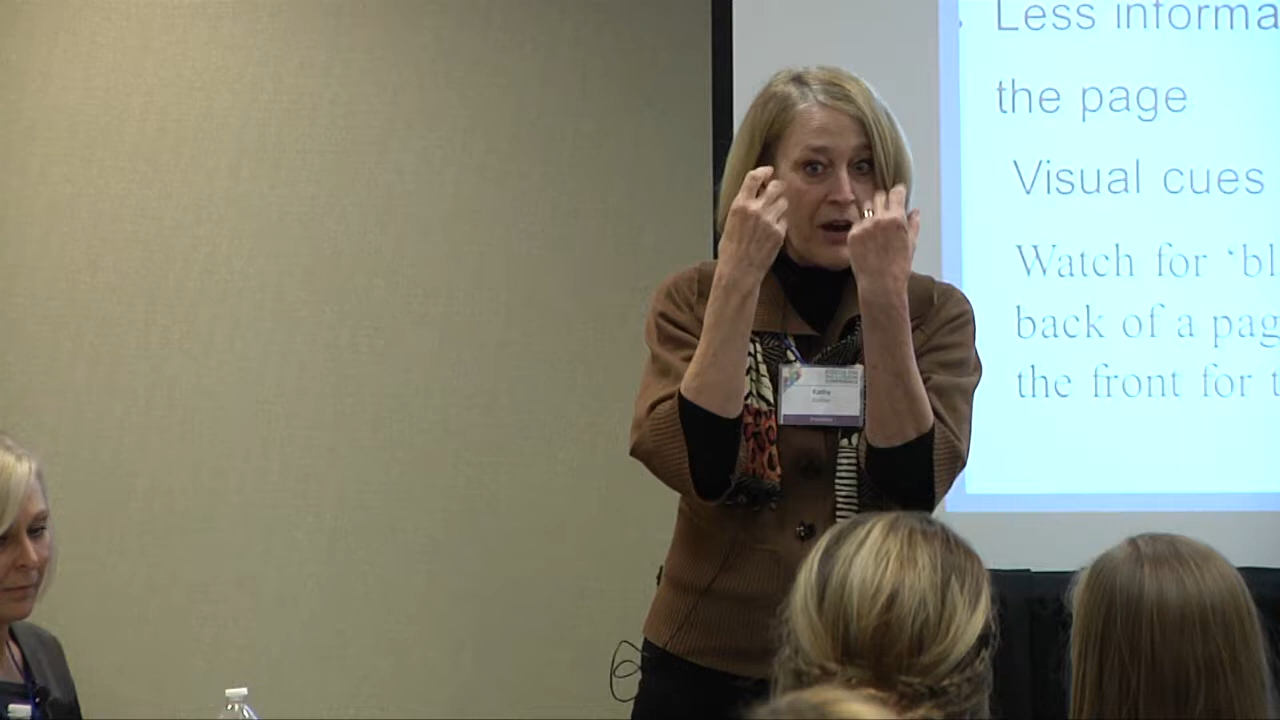 Less informa
the page
Visual cues
Watch for ‘bl
back of a pag
the front for t
Kathy